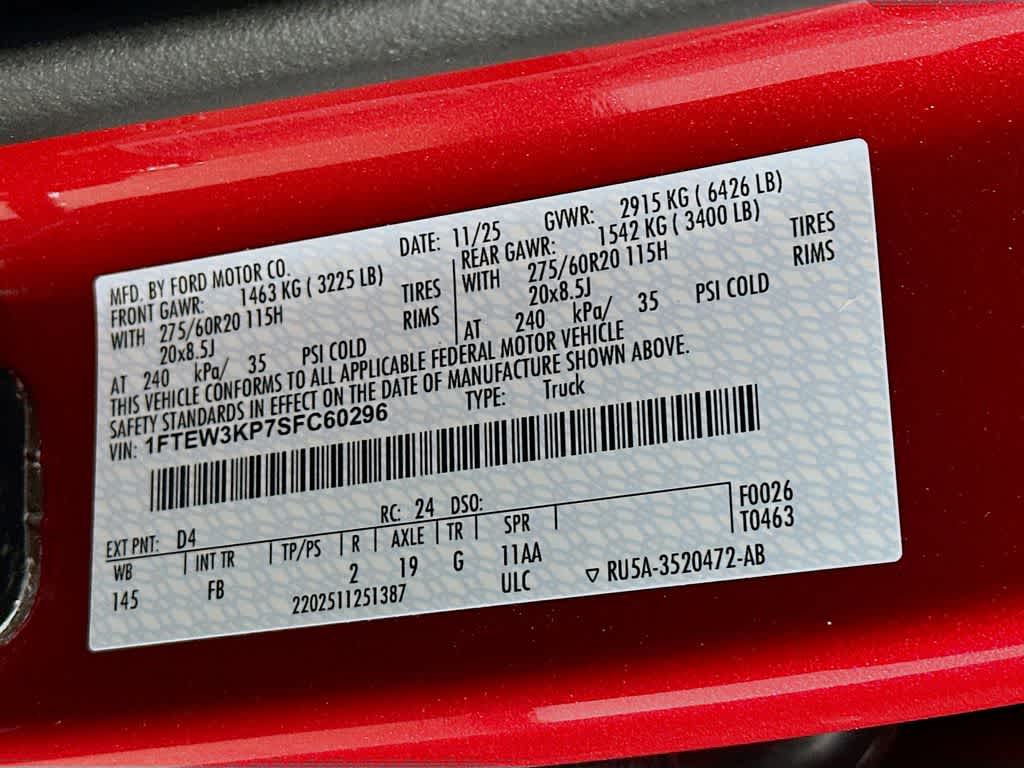 MFD. BY FORD MOTOR CO.
DATE: 11/25 GVWR: 2915 KG ( 6426 LB)
FRONT GAWR: 1463 KG ( 3225 LB)
WITH 275/60R20 115H TIRES
20x8.5J RIMS
AT 240 kPa/ 35 PSI COLD
REAR GAWR: 1542 KG ( 3400 LB)
WITH 275/60R20 115H TIRES
20x8.5J RIMS
AT 240 kPa/ 35 PSI COLD
THIS VEHICLE CONFORMS TO ALL APPLICABLE FEDERAL MOTOR VEHICLE
SAFETY STANDARDS IN EFFECT ON THE DATE OF MANUFACTURE SHOWN ABOVE.
VIN: 1FTEW3KP7SFC60296 TYPE: Truck
EXT PNT: D4 RC: 24 DSO:
WB INT TR TP/PS R AXLE TR SPR
145 FB 2 19 G 11AA
2202511251387 ULC
F0026
T0463
▽ RU5A-3520472-AB